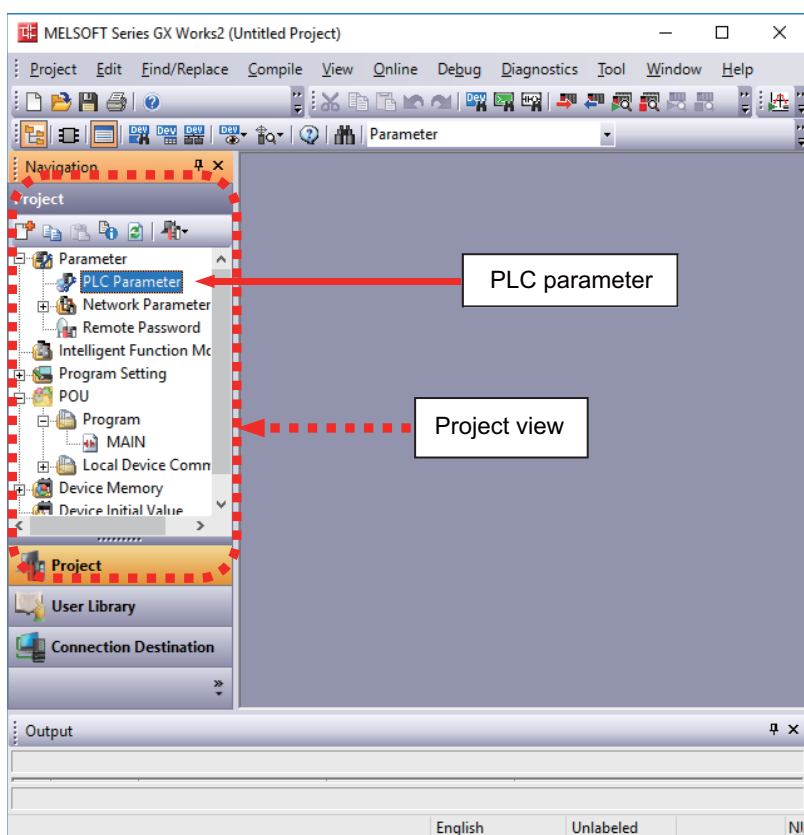 MELSOFT Series GX Works2 (Untitled Project)
Project Edit Find/Replace Compile View Online Debug Diagnostics Tool Window Help
Parameter
Navigation
Project
Parameter
PLC Parameter
PLC parameter
Network Parameter
Remote Password
Intelligent Function Mo
Program Setting
POU
Program
Project view
MAIN
Local Device Comm
Device Memory
Device Initial Value
Project
User Library
Connection Destination
Output
English Unlabeled NU